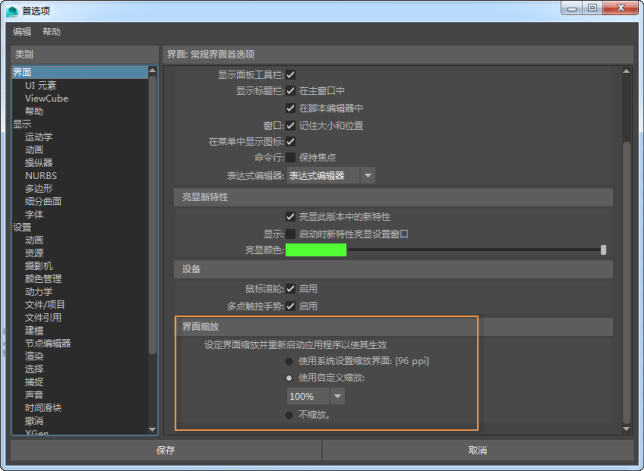 首选项
编辑 帮助
类别
界面
UI 元素
ViewCube
帮助
显示
运动学
动画
操纵器
NURBS
多边形
细分曲面
字体
设置
动画
资源
摄影机
颜色管理
动力学
文件/项目
文件引用
建模
节点编辑器
渲染
选择
捕捉
声音
时间滑块
撤消
XGen
界面: 常规界面首选项
显示面板工具栏:
显示标题栏: 在主窗口中
在脚本编辑器中
窗口: 记住大小和位置
在菜单中显示图标:
命令行: 保持焦点
表达式编辑器: 表达式编辑器
亮显新特性
亮显此版本中的新特性
显示: 启动时新特性亮显设置窗口
亮显颜色:
设备
鼠标滚轮: 启用
多点触控手势: 启用
界面缩放
设定界面缩放并重新启动应用程序以使其生效
使用系统设置缩放界面: [96 ppi]
使用自定义缩放:
100%
不缩放。
保存 取消